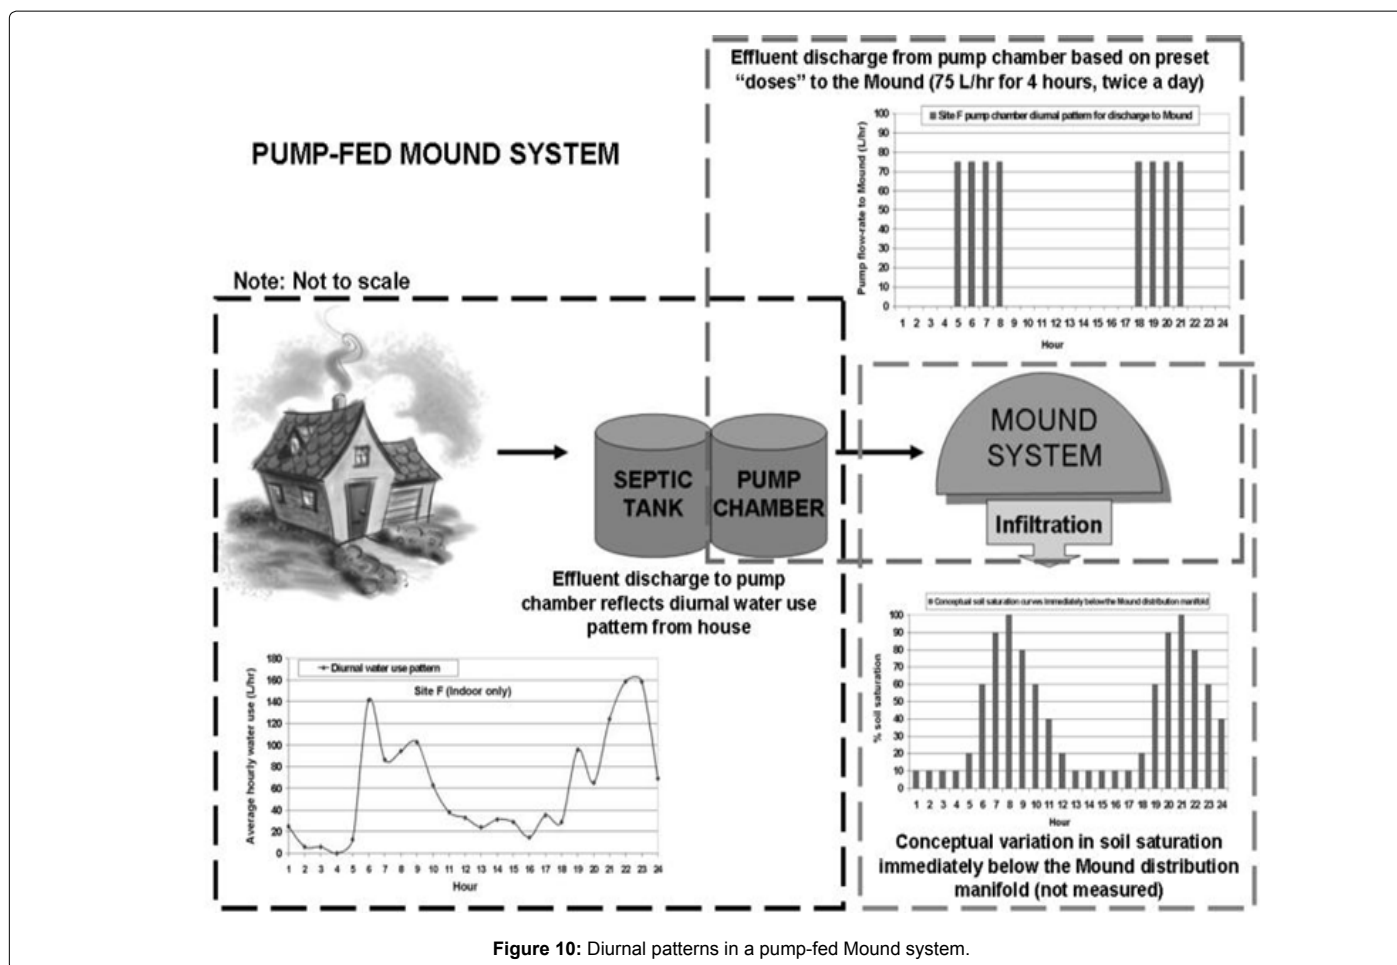 Effluent discharge from pump chamber based on preset
“doses” to the Mound (75 L/hr for 4 hours, twice a day)
Site F pump chamber diurnal pattern for discharge to Mound
Pump flow-rate to Mound (L/hr)
100
90
80
70
60
50
40
30
20
10
0
1 2 3 4 5 6 7 8 9 10 11 12 13 14 15 16 17 18 19 20 21 22 23 24
Hour
PUMP-FED MOUND SYSTEM
Note: Not to scale
SEPTIC
TANK
PUMP
CHAMBER
MOUND
SYSTEM
Infiltration
Effluent discharge to pump
chamber reflects diurnal water use
pattern from house
Diurnal water use pattern
Site F (Indoor only)
Average hourly water use (L/hr)
180
160
140
120
100
80
60
40
20
0
1 2 3 4 5 6 7 8 9 10 11 12 13 14 15 16 17 18 19 20 21 22 23 24
Hour
Conceptual soil saturation curves immediately below the Mound distribution manifold
% soil saturation
100
90
80
70
60
50
40
30
20
10
0
1 2 3 4 5 6 7 8 9 10 11 12 13 14 15 16 17 18 19 20 21 22 23 24
Hour
Conceptual variation in soil saturation
immediately below the Mound distribution
manifold (not measured)
Figure 10: Diurnal patterns in a pump-fed Mound system.